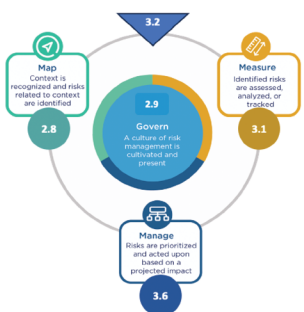 3.2
Map
Context is
recognized and risks
related to context
are identified
2.8
2.9
Govern
A culture of risk
management is
cultivated and
present
Measure
Identified risks
are assessed,
analyzed, or
tracked
3.1
Manage
Risks are prioritized
and acted upon
based on a
projected impact
3.6